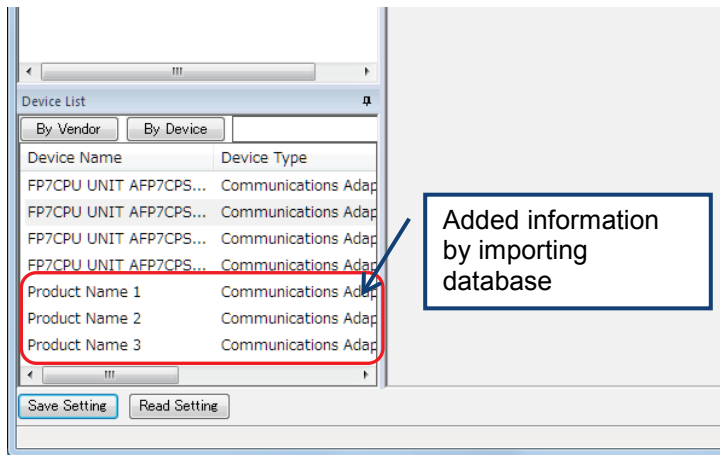 Device List
By Vendor By Device
Device Name Device Type
FP7CPU UNIT AFP7CPS... Communications Adap
FP7CPU UNIT AFP7CPS... Communications Adap
FP7CPU UNIT AFP7CPS... Communications Adap
FP7CPU UNIT AFP7CPS... Communications Adap
Product Name 1 Communications Adap
Product Name 2 Communications Adap
Product Name 3 Communications Adap
Added information
by importing
database
Save Setting Read Setting